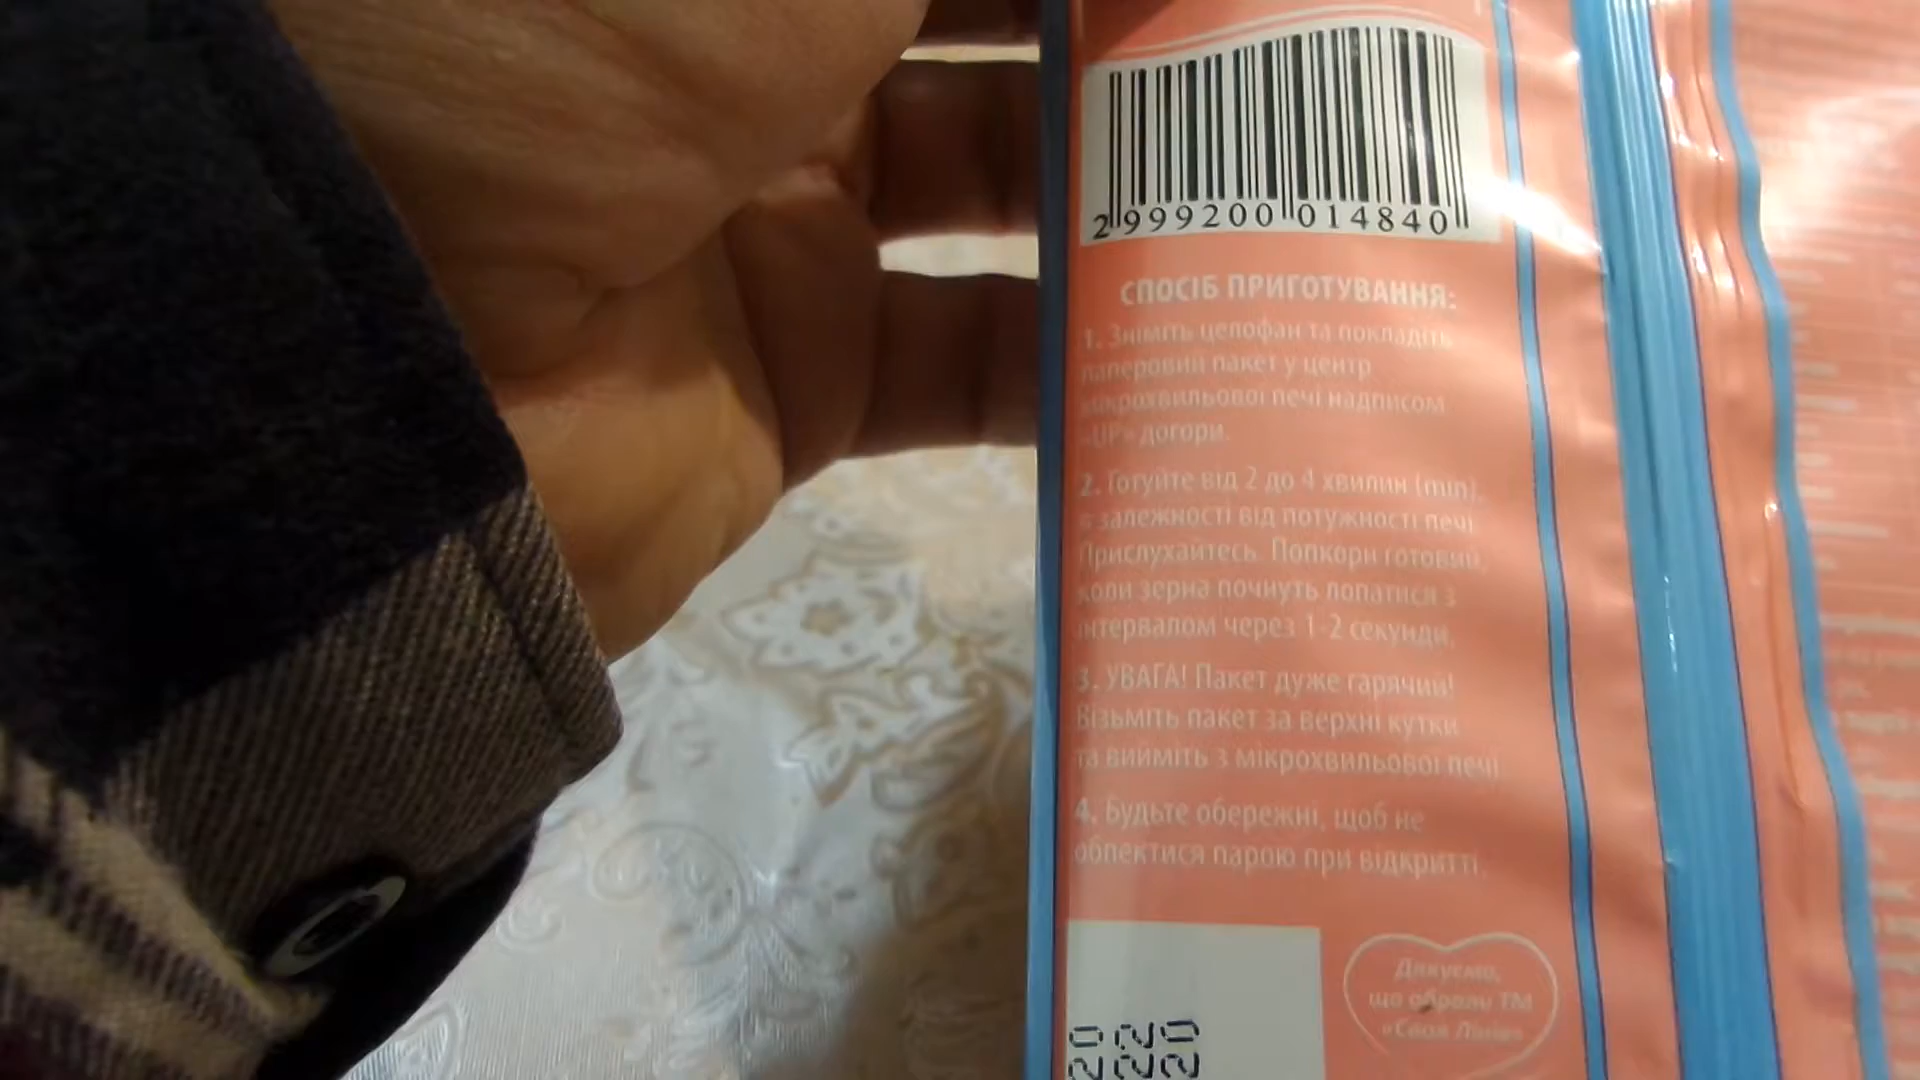 2 999200 014840
СПОСІБ ПРИГОТУВАННЯ:
1. Зніміть целофан та покладіть
паперовий пакет у центр
мікрохвильової печі надписом
«UP» догори.
2. Готуйте від 2 до 4 хвилин (min),
в залежності від потужності печі.
Прислухайтесь. Попкорн готовий,
коли зерна почнуть лопатися з
інтервалом через 1-2 секунди.
3. УВАГА! Пакет дуже гарячий!
Візьміть пакет за верхні кутки
та вийміть з мікрохвильової печі.
4. Будьте обережні, щоб не
обпектися парою при відкритті.
Дякуємо,
що обрали ТМ
«Своя Лінія»
20
22
20